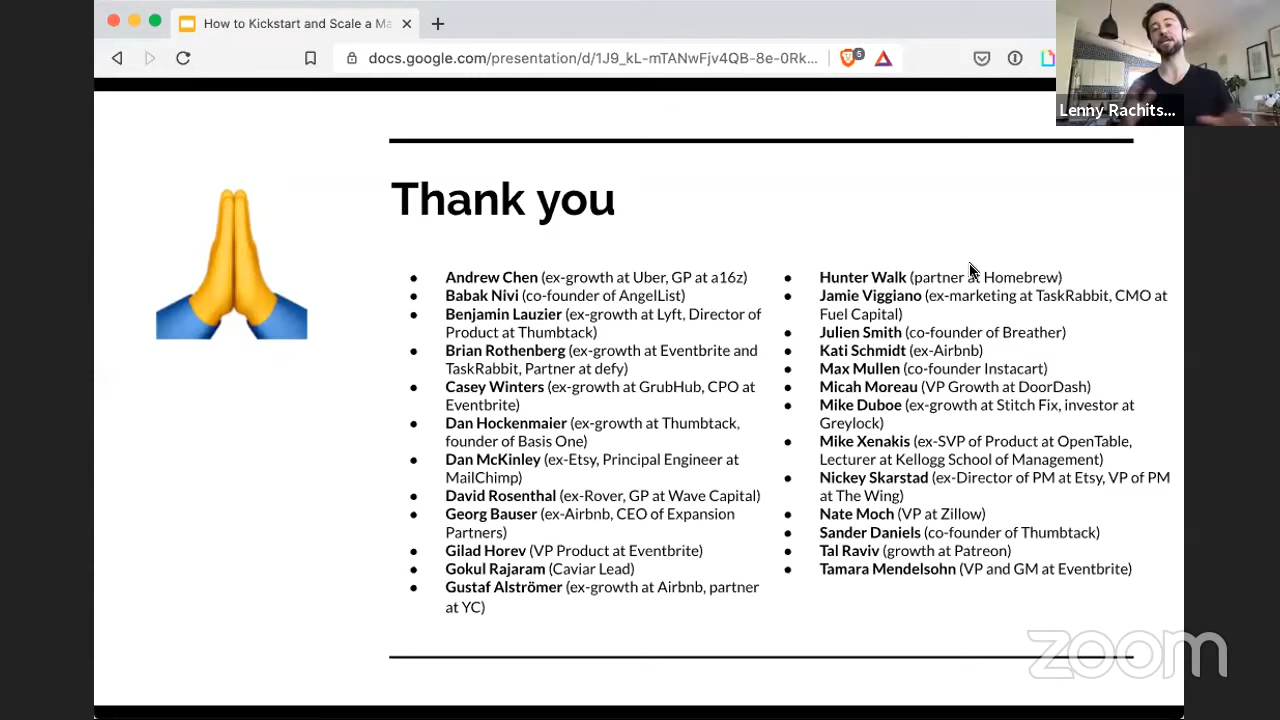 How to Kickstart and Scale a Ma
docs.google.com/presentation/d/1J9_kL-mTANwFjv4QB-8e-0Rk...
5
Lenny Rachits...
Thank you
Andrew Chen (ex-growth at Uber, GP at a16z)
Babak Nivi (co-founder of AngelList)
Benjamin Lauzier (ex-growth at Lyft, Director of
Product at Thumbtack)
Brian Rothenberg (ex-growth at Eventbrite and
TaskRabbit, Partner at defy)
Casey Winters (ex-growth at GrubHub, CPO at
Eventbrite)
Dan Hockenmaier (ex-growth at Thumbtack,
founder of Basis One)
Dan McKinley (ex-Etsy, Principal Engineer at
MailChimp)
David Rosenthal (ex-Rover, GP at Wave Capital)
Georg Bauser (ex-Airbnb, CEO of Expansion
Partners)
Gilad Horev (VP Product at Eventbrite)
Gokul Rajaram (Caviar Lead)
Gustaf Alströmer (ex-growth at Airbnb, partner
at YC)
Hunter Walk (partner at Homebrew)
Jamie Viggiano (ex-marketing at TaskRabbit, CMO at
Fuel Capital)
Julien Smith (co-founder of Breather)
Kati Schmidt (ex-Airbnb)
Max Mullen (co-founder Instacart)
Micah Moreau (VP Growth at DoorDash)
Mike Duboe (ex-growth at Stitch Fix, investor at
Greylock)
Mike Xenakis (ex-SVP of Product at OpenTable,
Lecturer at Kellogg School of Management)
Nickey Skarstad (ex-Director of PM at Etsy, VP of PM
at The Wing)
Nate Moch (VP at Zillow)
Sander Daniels (co-founder of Thumbtack)
Tal Raviv (growth at Patreon)
Tamara Mendelsohn (VP and GM at Eventbrite)
zoom